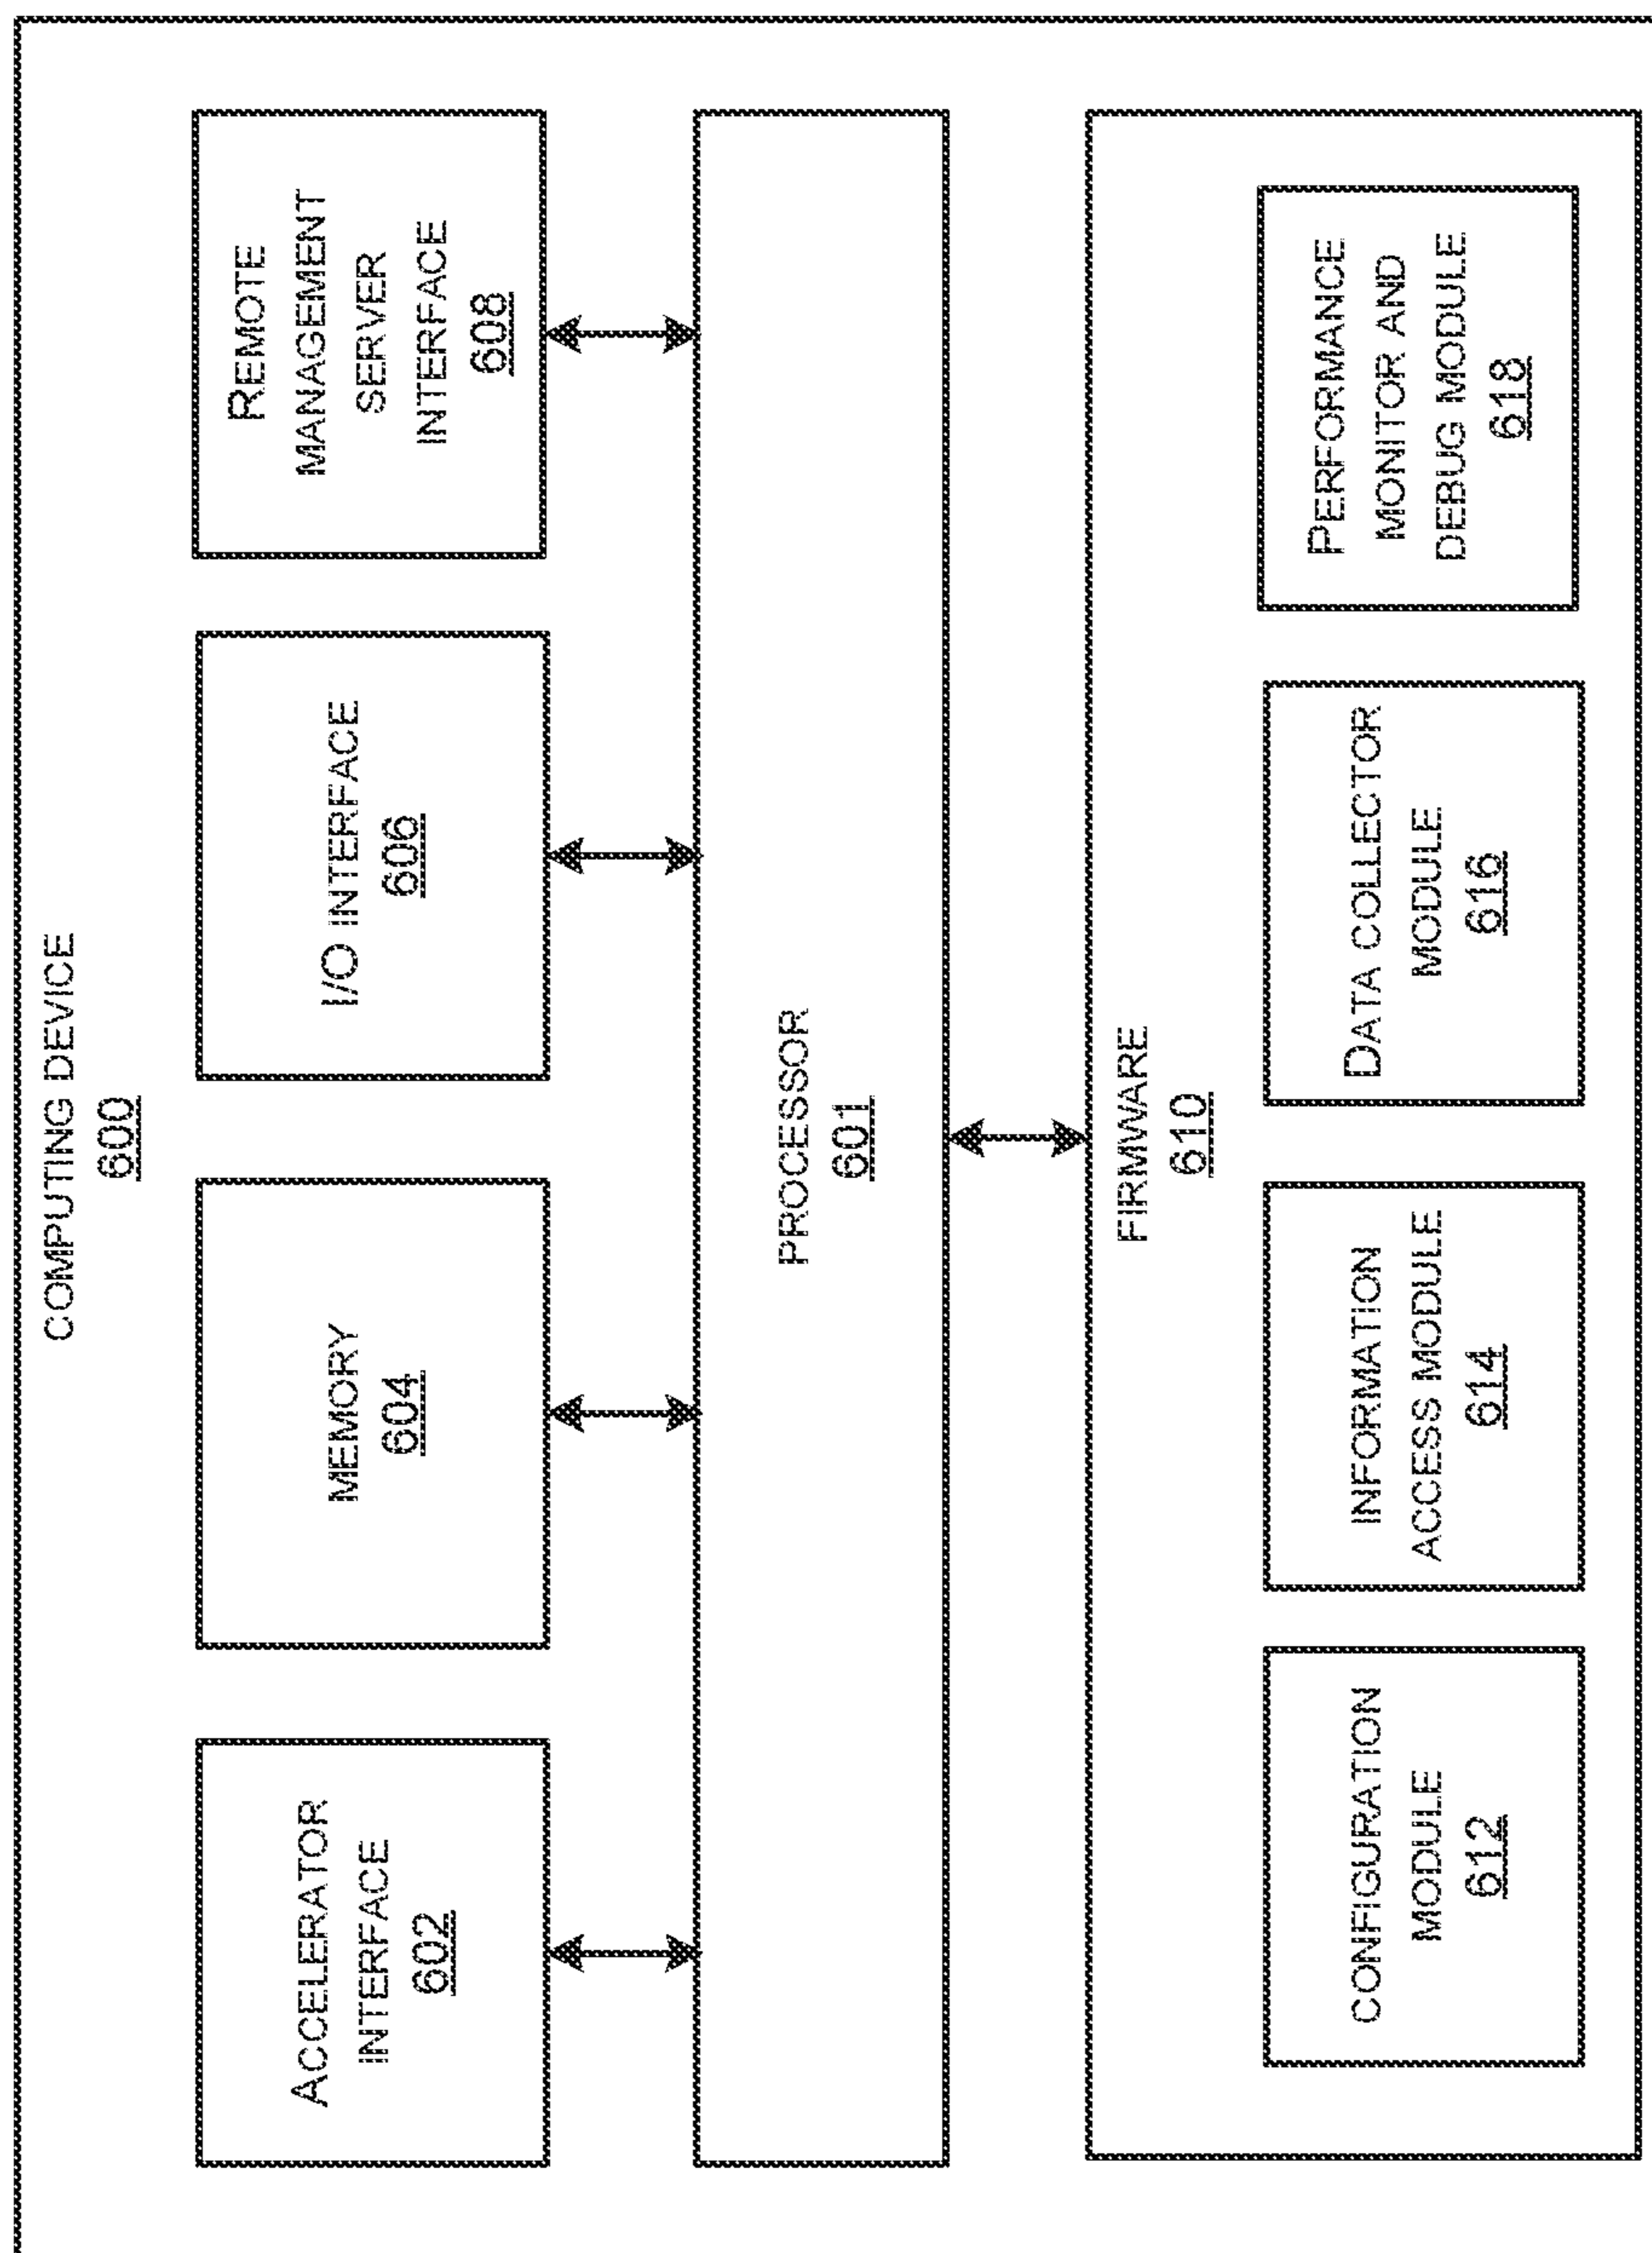 COMPUTING DEVICE
600
ACCELERATOR
INTERFACE
602
MEMORY
604
I/O INTERFACE
606
REMOTE
MANAGEMENT
SERVER
INTERFACE
608
PROCESSOR
601
FIRMWARE
610
CONFIGURATION
MODULE
612
INFORMATION
ACCESS MODULE
614
DATA COLLECTOR
MODULE
616
PERFORMANCE
MONITOR AND
DEBUG MODULE
618